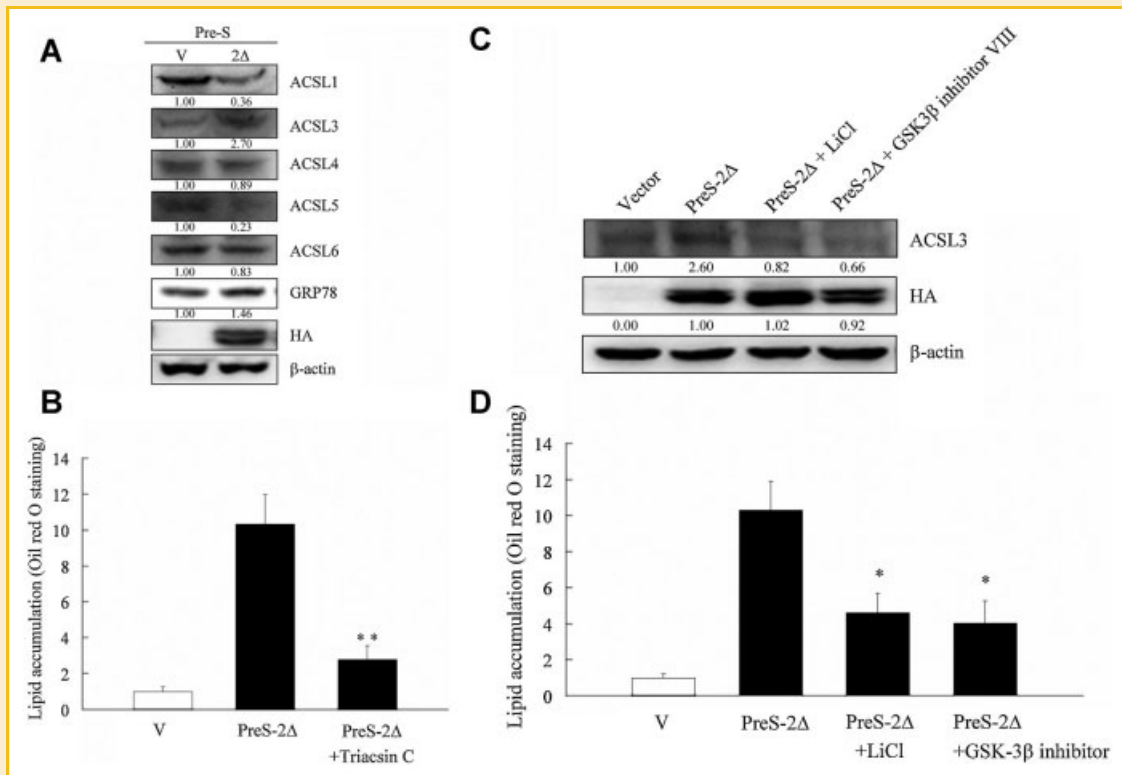 A
Pre-S
V 2Δ
ACSL1
1.00 0.36
ACSL3
1.00 2.70
ACSL4
1.00 0.89
ACSL5
1.00 0.23
ACSL6
1.00 0.83
GRP78
1.00 1.46
HA
β-actin
B
Lipid accumulation (Oil red O staining)
14
12
10
8
6
4
2
0
**
V PreS-2Δ PreS-2Δ
+Triacsin C
C
Vector PreS-2Δ PreS-2Δ + LiCl PreS-2Δ + GSK3β inhibitor VIII
ACSL3
1.00 2.60 0.82 0.66
HA
0.00 1.00 1.02 0.92
β-actin
D
Lipid accumulation (Oil red O staining)
14
12
10
8
6
4
2
0
* *
V PreS-2Δ PreS-2Δ PreS-2Δ
+LiCl +GSK-3β inhibitor